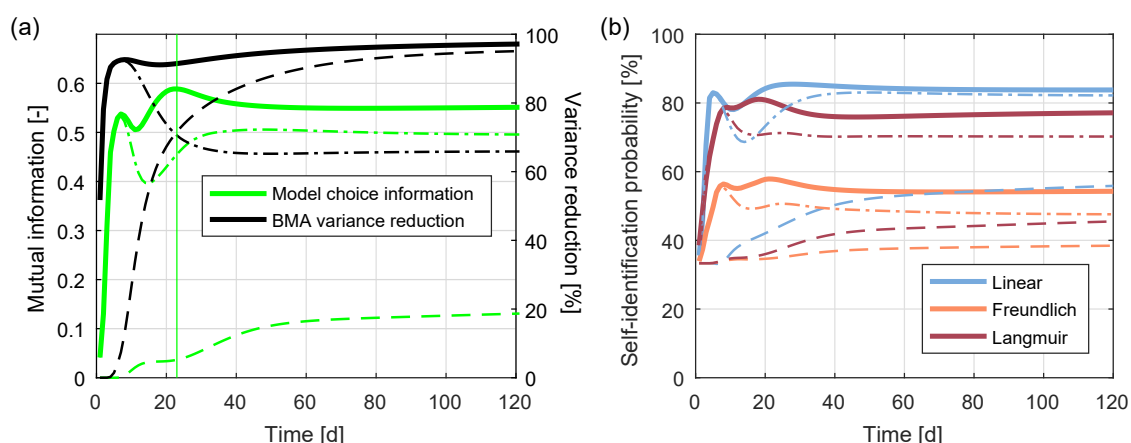 (a)
Mutual information [-]
0.6
0.5
0.4
0.3
0.2
0.1
0
100
80
60
40
20
0
Variance reduction [%]
Model choice information
BMA variance reduction
0 20 40 60 80 100 120
Time [d]
(b)
Self-identification probability [%]
100
80
60
40
20
0
Linear
Freundlich
Langmuir
0 20 40 60 80 100 120
Time [d]